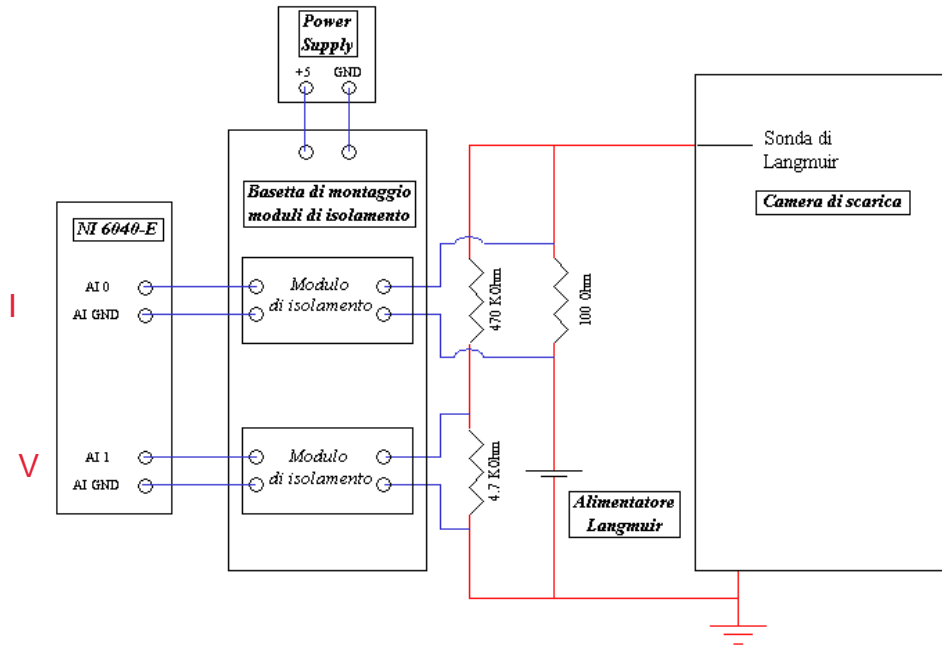 Power
Supply
+5 GND
Basetta di montaggio
moduli di isolamento
NI 6040-E
AI 0
AI GND
I
Modulo
di isolamento
470 KOhm
100 Ohm
Sonda di
Langmuir
Camera di scarica
V
AI 1
AI GND
Modulo
di isolamento
4.7 KOhm
Alimentatore
Langmuir